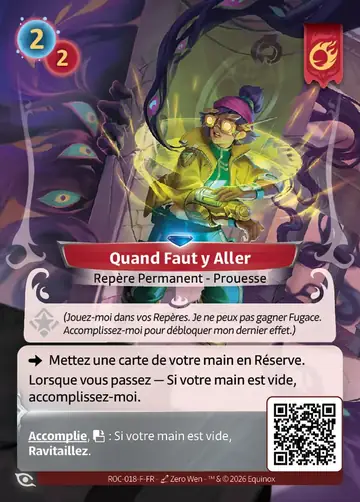 2
2
Quand Faut y Aller
Repère Permanent - Prouesse
(Jouez-moi dans vos Repères. Je ne peux pas gagner Fugace.
Accomplissez-moi pour débloquer mon dernier effet.)
Mettez une carte de votre main en Réserve.
Lorsque vous passez — Si votre main est vide,
accomplissez-moi.
Accomplie, : Si votre main est vide,
Ravitaillez.
ROC-018-F-FR - Zero Wen - ™ & © 2026 Equinox